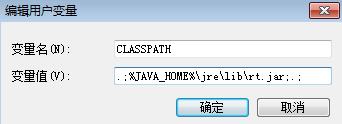 编辑用户变量
变量名(N): CLASSPATH
变量值(V): .;%JAVA_HOME%\jre\lib\rt.jar;.;
确定 取消